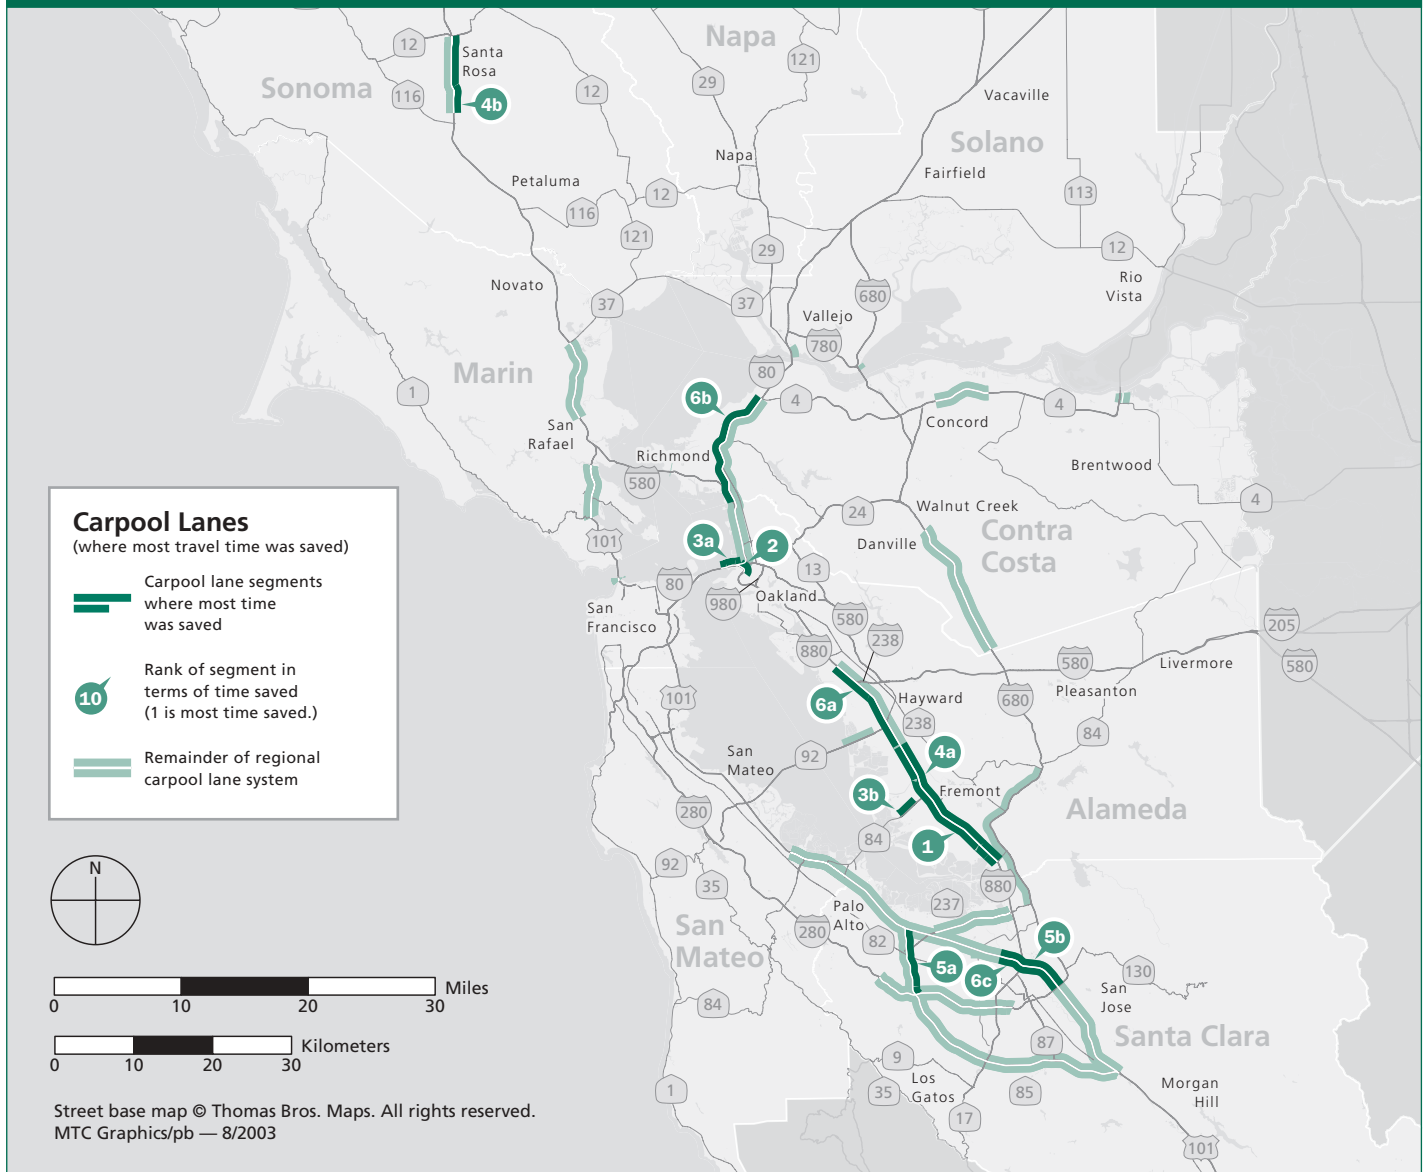 Napa
12
Santa
Rosa
121
Sonoma
29
116
12
4b
Vacaville
Solano
Napa
Fairfield
Petaluma
12
113
116
121
29
12
Rio
Vista
Novato
37
37
680
Vallejo
780
Marin
80
1
6b
4
4
Concord
San
Rafael
Richmond
Brentwood
580
4
Walnut Creek
24
Contra
Costa
101
3a
2
Danville
13
80
980
Oakland
San
Francisco
580
205
238
880
580
Livermore
580
101
Pleasanton
6a
Hayward
680
238
84
San
Mateo
92
4a
3b
Fremont
280
Alameda
84
1
92
35
880
237
Palo
Alto
San
Mateo
280
82
5b
5a
6c
130
San
Jose
84
Santa Clara
87
9
Los
Gatos
1
35
85
Morgan
Hill
17
101
Carpool Lanes
(where most travel time was saved)
Carpool lane segments
where most time
was saved
10
Rank of segment in
terms of time saved
(1 is most time saved.)
Remainder of regional
carpool lane system
N
Miles
0 10 20 30
Kilometers
0 10 20 30
Street base map © Thomas Bros. Maps. All rights reserved.
MTC Graphics/pb — 8/2003